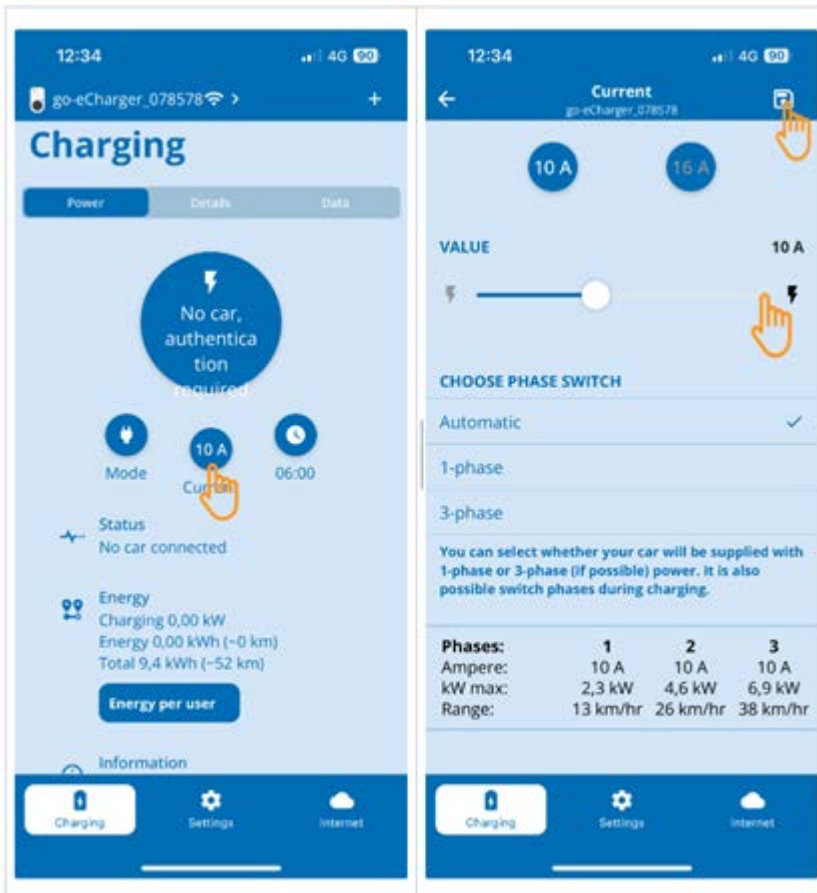 12:34
4G 90
go-eCharger_078578 >
+
Charging
Power Details Data
No car,
authentica
tion
required
10 A
Mode
06:00
Status
No car connected
Energy
Charging 0,00 kW
Energy 0,00 kWh (~0 km)
Total 9,4 kWh (~52 km)
Energy per user
Information
Charging Settings Internet
12:34
4G 90
Current
go-eCharger_078578
10 A 16 A
VALUE 10 A
CHOOSE PHASE SWITCH
Automatic
1-phase
3-phase
You can select whether your car will be supplied with
1-phase or 3-phase (if possible) power. It is also
possible switch phases during charging.
Phases: 1 2 3
Ampere: 10 A 10 A 10 A
kW max: 2,3 kW 4,6 kW 6,9 kW
Range: 13 km/hr 26 km/hr 38 km/hr
Charging Settings Internet